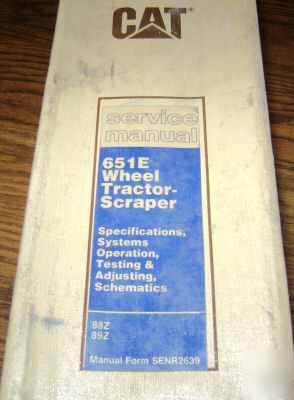 CAT
service
manual
651E
Wheel
Tractor-
Scraper
Specifications,
Systems
Operation,
Testing &
Adjusting,
Schematics
88Z
89Z
Manual Form SENR2639